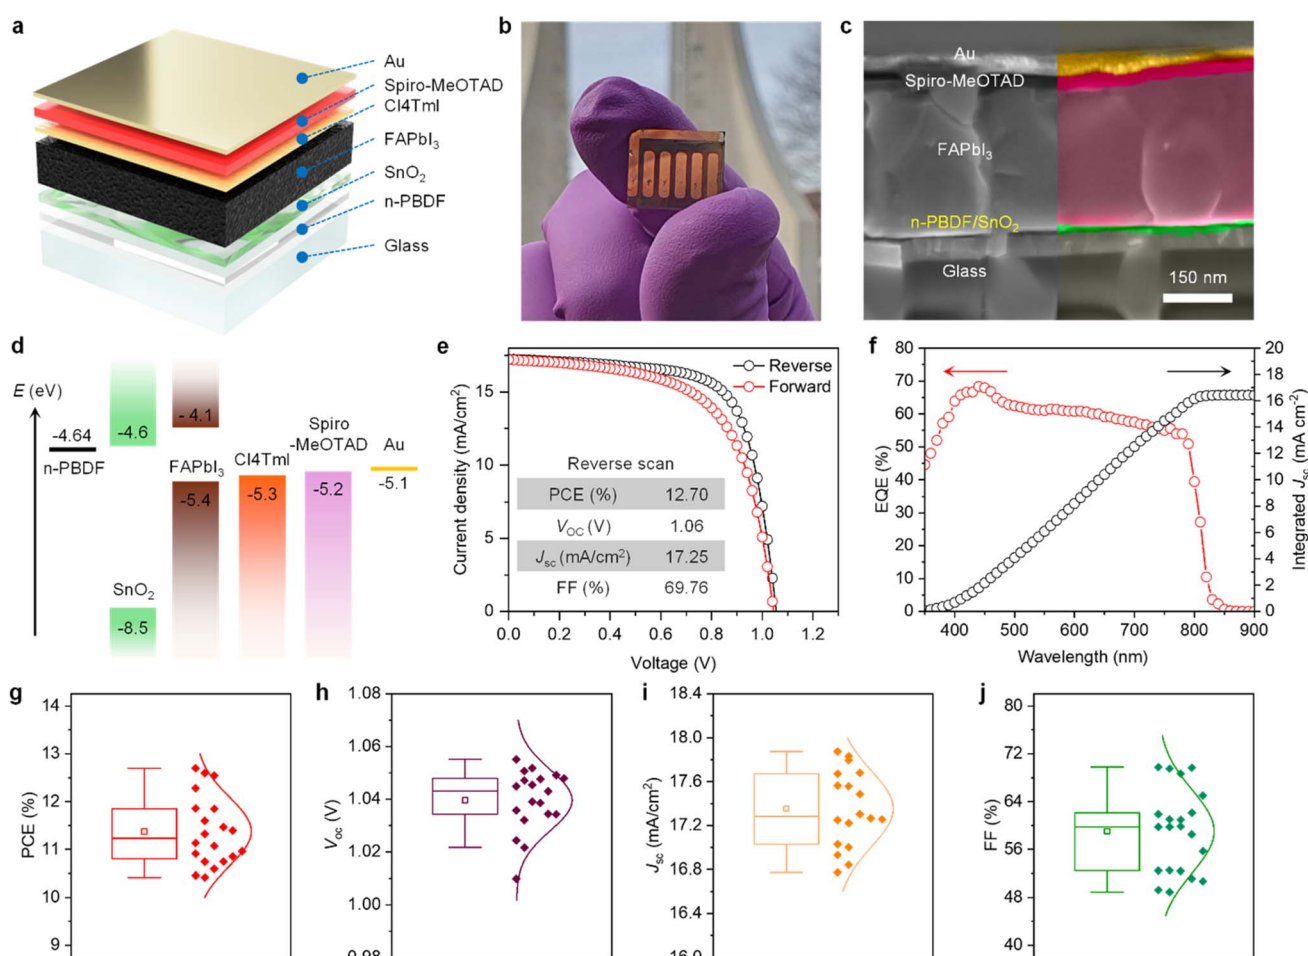 a
Au
Spiro-MeOTAD
Cl4Tml
FAPbI3
SnO2
n-PBDF
Glass
b
c
Au
Spiro-MeOTAD
FAPbI3
n-PBDF/SnO2
Glass
150 nm
d
E (eV)
-4.64
n-PBDF
-4.6
SnO2
-8.5
-4.1
FAPbI3
-5.4
Cl4Tml
-5.3
Spiro
-MeOTAD
-5.2
Au
-5.1
e
Current density (mA/cm2)
15
10
5
0
Reverse
Forward
Reverse scan
PCE (%) 12.70
VOC (V) 1.06
Jsc (mA/cm2) 17.25
FF (%) 69.76
0.0 0.2 0.4 0.6 0.8 1.0 1.2
Voltage (V)
f
EQE (%)
80
70
60
50
40
30
20
10
0
20
18
16
14
12
10
8
6
4
2
0
Integrated Jsc (mA cm-2)
400 500 600 700 800 900
Wavelength (nm)
g
PCE (%)
14
13
12
11
10
9
h
Voc (V)
1.08
1.06
1.04
1.02
1.00
0.98
i
Jsc (mA/cm2)
18.4
18.0
17.6
17.2
16.8
16.4
16.0
j
FF (%)
80
72
64
56
48
40